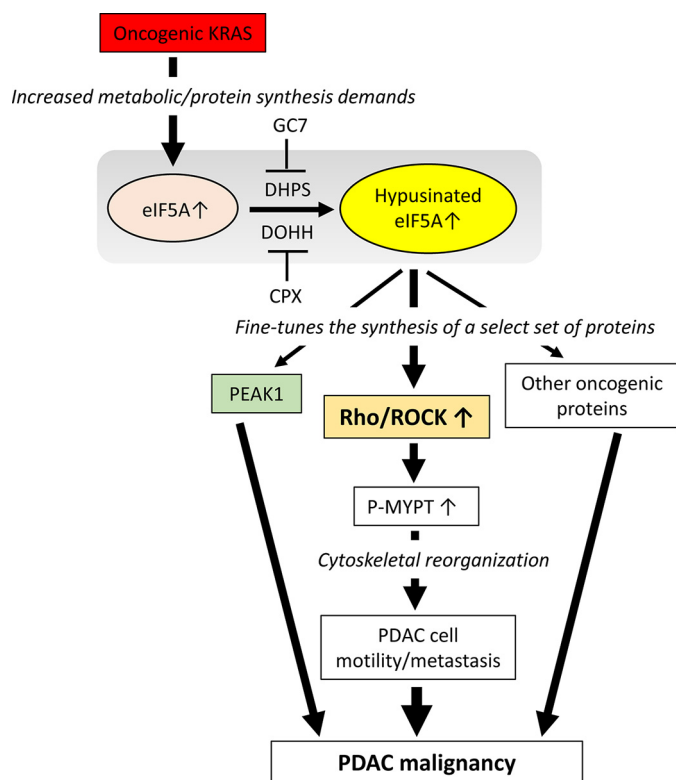 Oncogenic KRAS
Increased metabolic/protein synthesis demands
GC7
DHPS
eIF5A↑
Hypusinated
eIF5A↑
DOHH
CPX
Fine-tunes the synthesis of a select set of proteins
PEAK1
Rho/ROCK ↑
Other oncogenic
proteins
P-MYPT ↑
Cytoskeletal reorganization
PDAC cell
motility/metastasis
PDAC malignancy